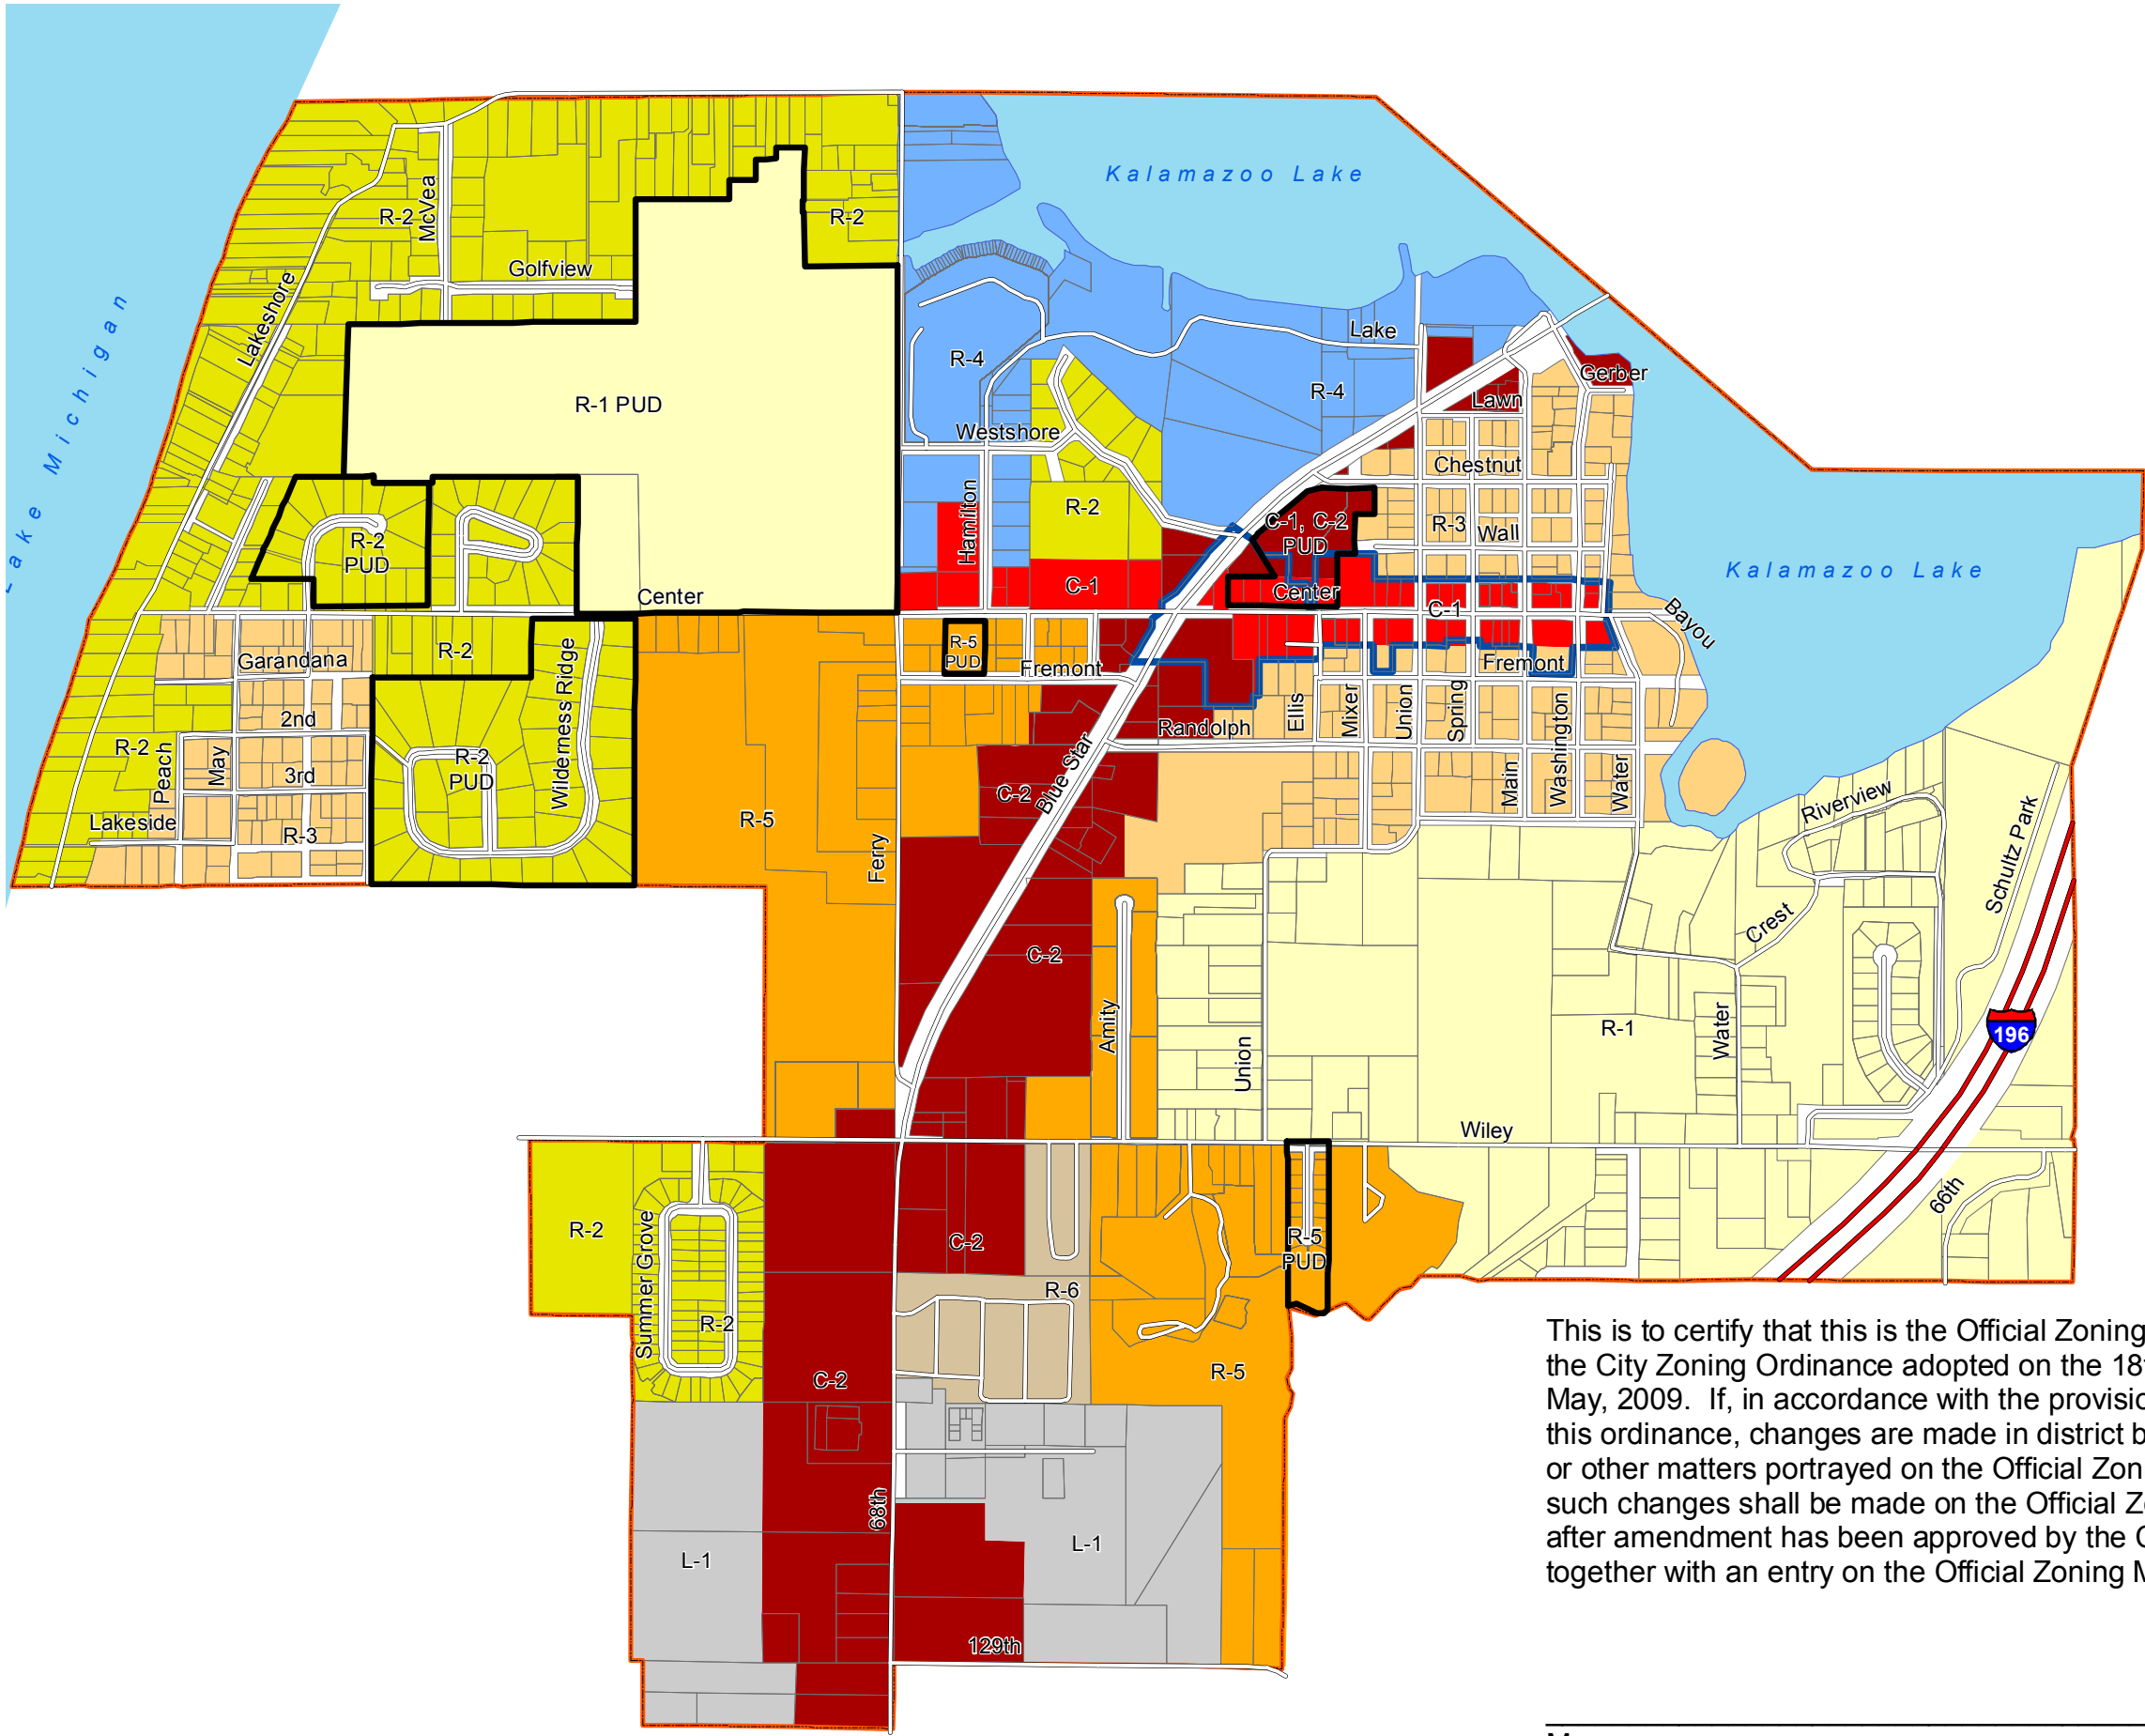 Kalamazoo Lake
R-2
McVea
R-2
Golfview
Lake Michigan
Lakeshore
Lake
R-4
R-1 PUD
R-4
Gerber
Lawn
Westshore
Chestnut
Hamilton
R-2
C-1, C-2
PUD
R-3
Wall
R-2
PUD
Kalamazoo Lake
C-1
Center
Center
C-1
Bayou
R-5
PUD
Garandana
R-2
Fremont
Fremont
Wilderness Ridge
2nd
Ellis
Mixer
Union
Spring
Randolph
R-2
Peach
May
R-2
PUD
3rd
Blue Star
Main
Washington
Water
C-2
Riverview
Lakeside
R-3
R-5
Ferry
Schultz Park
Crest
C-2
Amity
Union
R-1
Water
196
Wiley
R-2
Summer Grove
C-2
R-5
PUD
66th
R-6
R-2
C-2
R-5
68th
L-1
L-1
129th
This is to certify that this is the Official Zoning
the City Zoning Ordinance adopted on the 18
May, 2009. If, in accordance with the provisi
this ordinance, changes are made in district b
or other matters portrayed on the Official Zon
such changes shall be made on the Official Z
after amendment has been approved by the
together with an entry on the Official Zoning